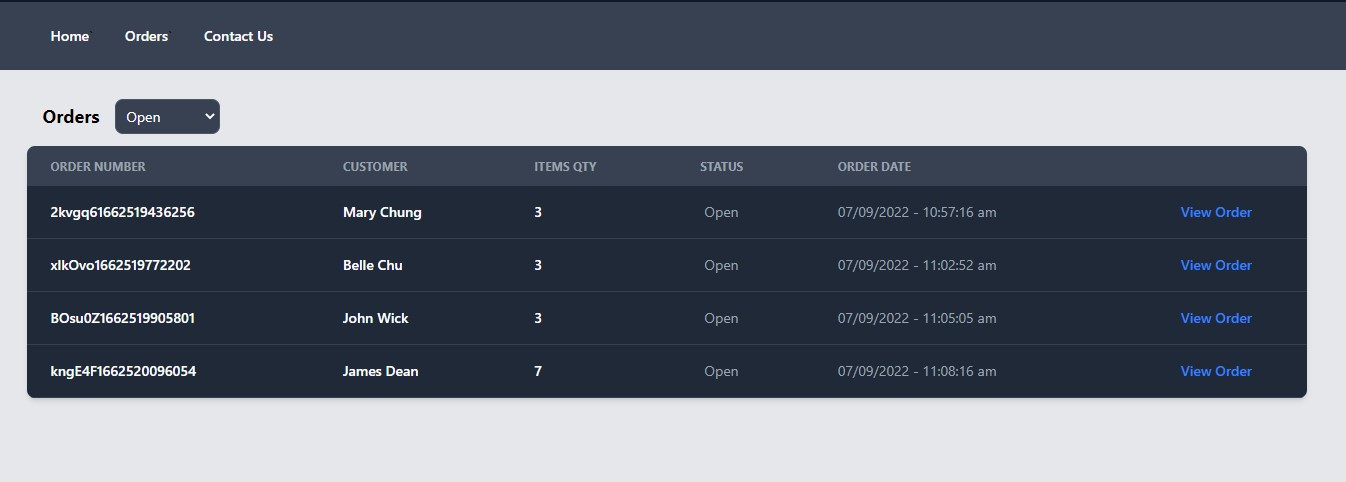 Home Orders Contact Us
Orders Open
ORDER NUMBER CUSTOMER ITEMS QTY STATUS ORDER DATE
2kvgq61662519436256 Mary Chung 3 Open 07/09/2022 - 10:57:16 am View Order
xlkOvo1662519772202 Belle Chu 3 Open 07/09/2022 - 11:02:52 am View Order
BOsu0Z1662519905801 John Wick 3 Open 07/09/2022 - 11:05:05 am View Order
kngE4F1662520096054 James Dean 7 Open 07/09/2022 - 11:08:16 am View Order